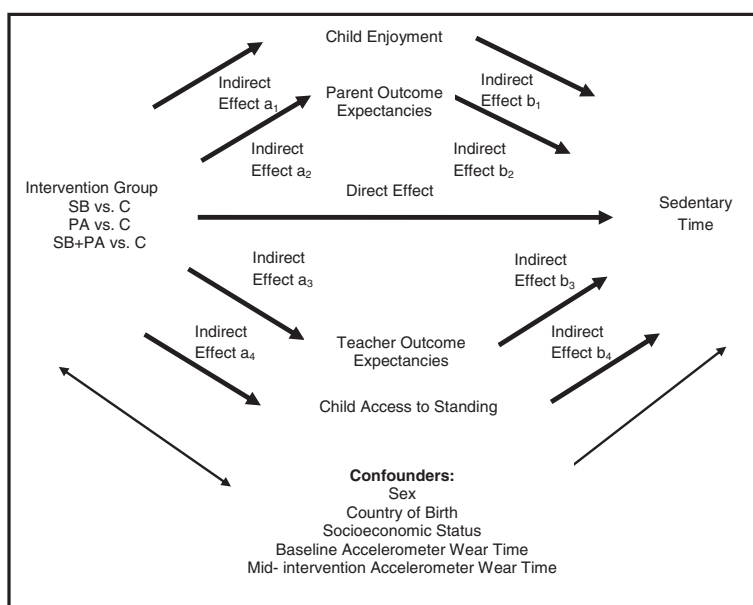 Child Enjoyment
Indirect
Effect a₁
Indirect
Effect b₁
Parent Outcome
Expectancies
Indirect
Effect a₂
Indirect
Effect b₂
Intervention Group
SB vs. C
PA vs. C
SB+PA vs. C
Direct Effect
Sedentary
Time
Indirect
Effect a₃
Indirect
Effect b₃
Indirect
Effect a₄
Teacher Outcome
Expectancies
Indirect
Effect b₄
Child Access to Standing
Confounders:
Sex
Country of Birth
Socioeconomic Status
Baseline Accelerometer Wear Time
Mid- intervention Accelerometer Wear Time